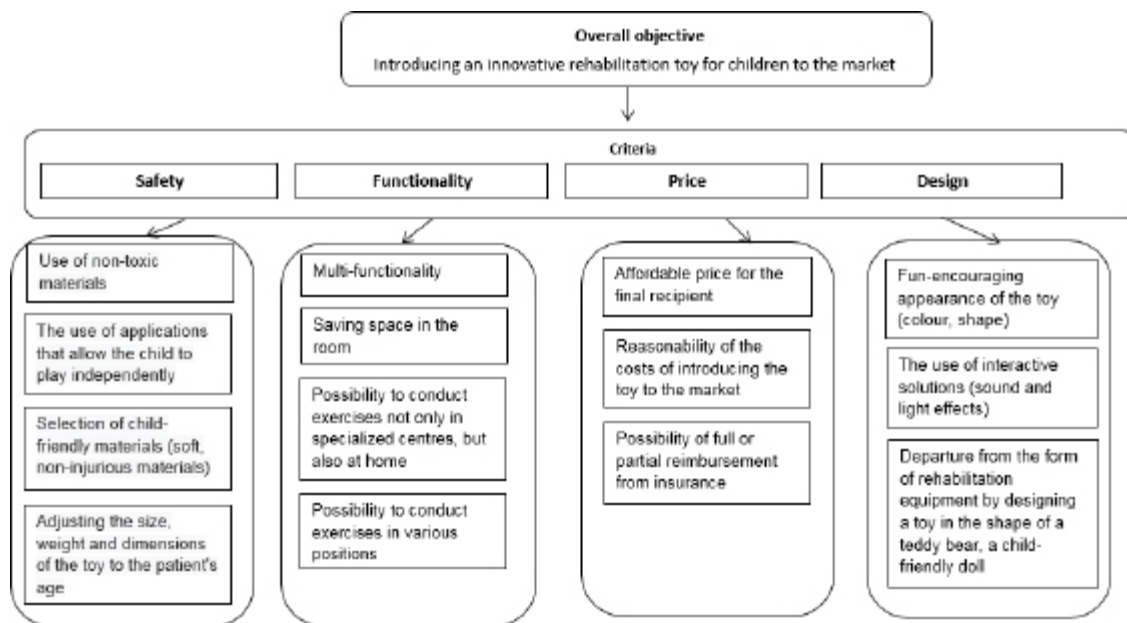 Overall objective
Introducing an innovative rehabilitation toy for children to the market
Criteria
Safety
Functionality
Price
Design
Use of non-toxic
materials
The use of applications
that allow the child to
play independently
Selection of child-
friendly materials (soft,
non-injurious materials)
Adjusting the size,
weight and dimensions
of the toy to the patient's
age
Multi-functionality
Saving space in the
room
Possibility to conduct
exercises not only in
specialized centres, but
also at home
Possibility to conduct
exercises in various
positions
Affordable price for the
final recipient
Reasonability of the
costs of introducing the
toy to the market
Possibility of full or
partial reimbursement
from insurance
Fun-encouraging
appearance of the toy
(colour, shape)
The use of interactive
solutions (sound and
light effects)
Departure from the form
of rehabilitation
equipment by designing
a toy in the shape of a
teddy bear, a child-
friendly doll